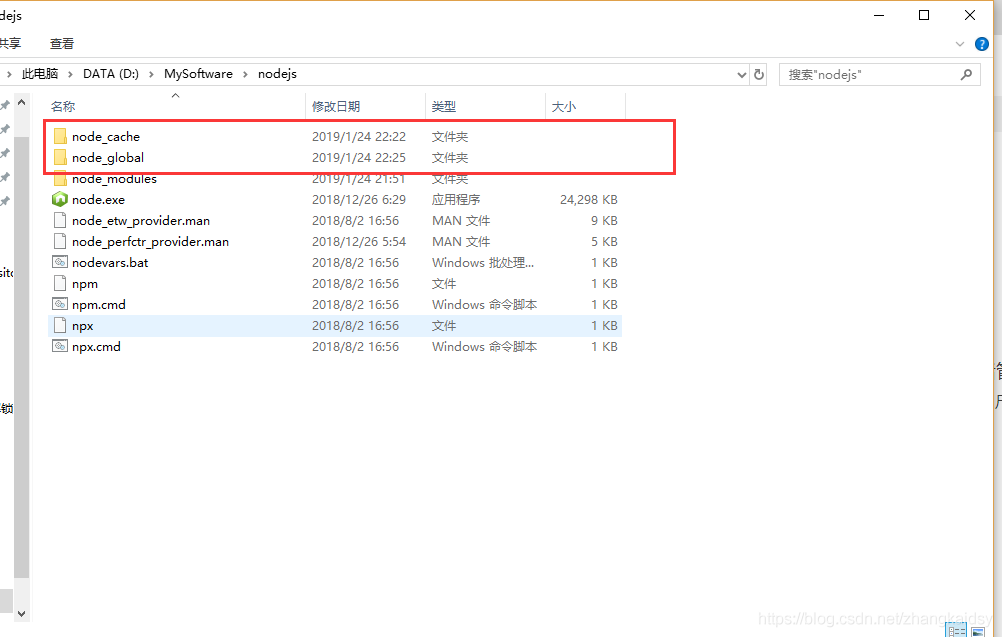 dejs
共享 查看
此电脑 › DATA (D:) › MySoftware › nodejs 搜索"nodejs"
名称 修改日期 类型 大小
node_cache 2019/1/24 22:22 文件夹
node_global 2019/1/24 22:25 文件夹
node_modules 2019/1/24 21:51 文件夹
node.exe 2018/12/26 6:29 应用程序 24,298 KB
node_etw_provider.man 2018/8/2 16:56 MAN 文件 9 KB
node_perfctr_provider.man 2018/12/26 5:54 MAN 文件 5 KB
nodevars.bat 2018/8/2 16:56 Windows 批处理... 1 KB
npm 2018/8/2 16:56 文件 1 KB
npm.cmd 2018/8/2 16:56 Windows 命令脚本 1 KB
npx 2018/8/2 16:56 文件 1 KB
npx.cmd 2018/8/2 16:56 Windows 命令脚本 1 KB
锁
https://blog.csdn.net/zhangkaidsy